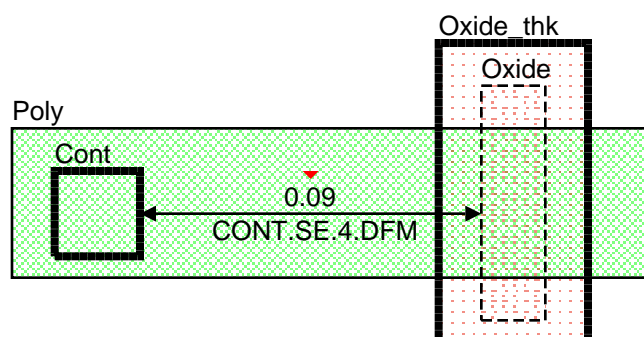 Oxide_thk
Oxide
Poly
Cont
0.09
CONT.SE.4.DFM